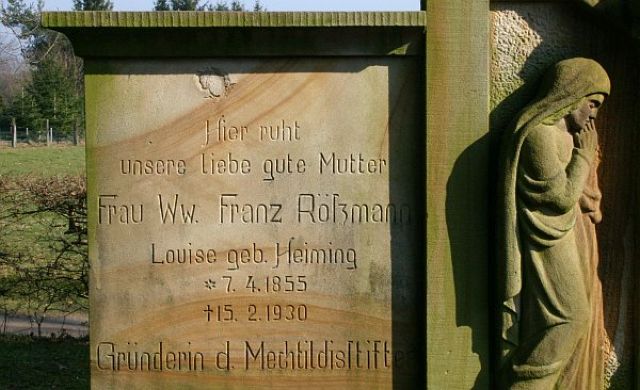 Hier ruht
unsere liebe gute Mutter
Frau Ww. Franz Rößmann
Louise geb. Heiming
* 7. 4. 1855
† 15. 2. 1930
Gründerin d. Mechtildisstiftes